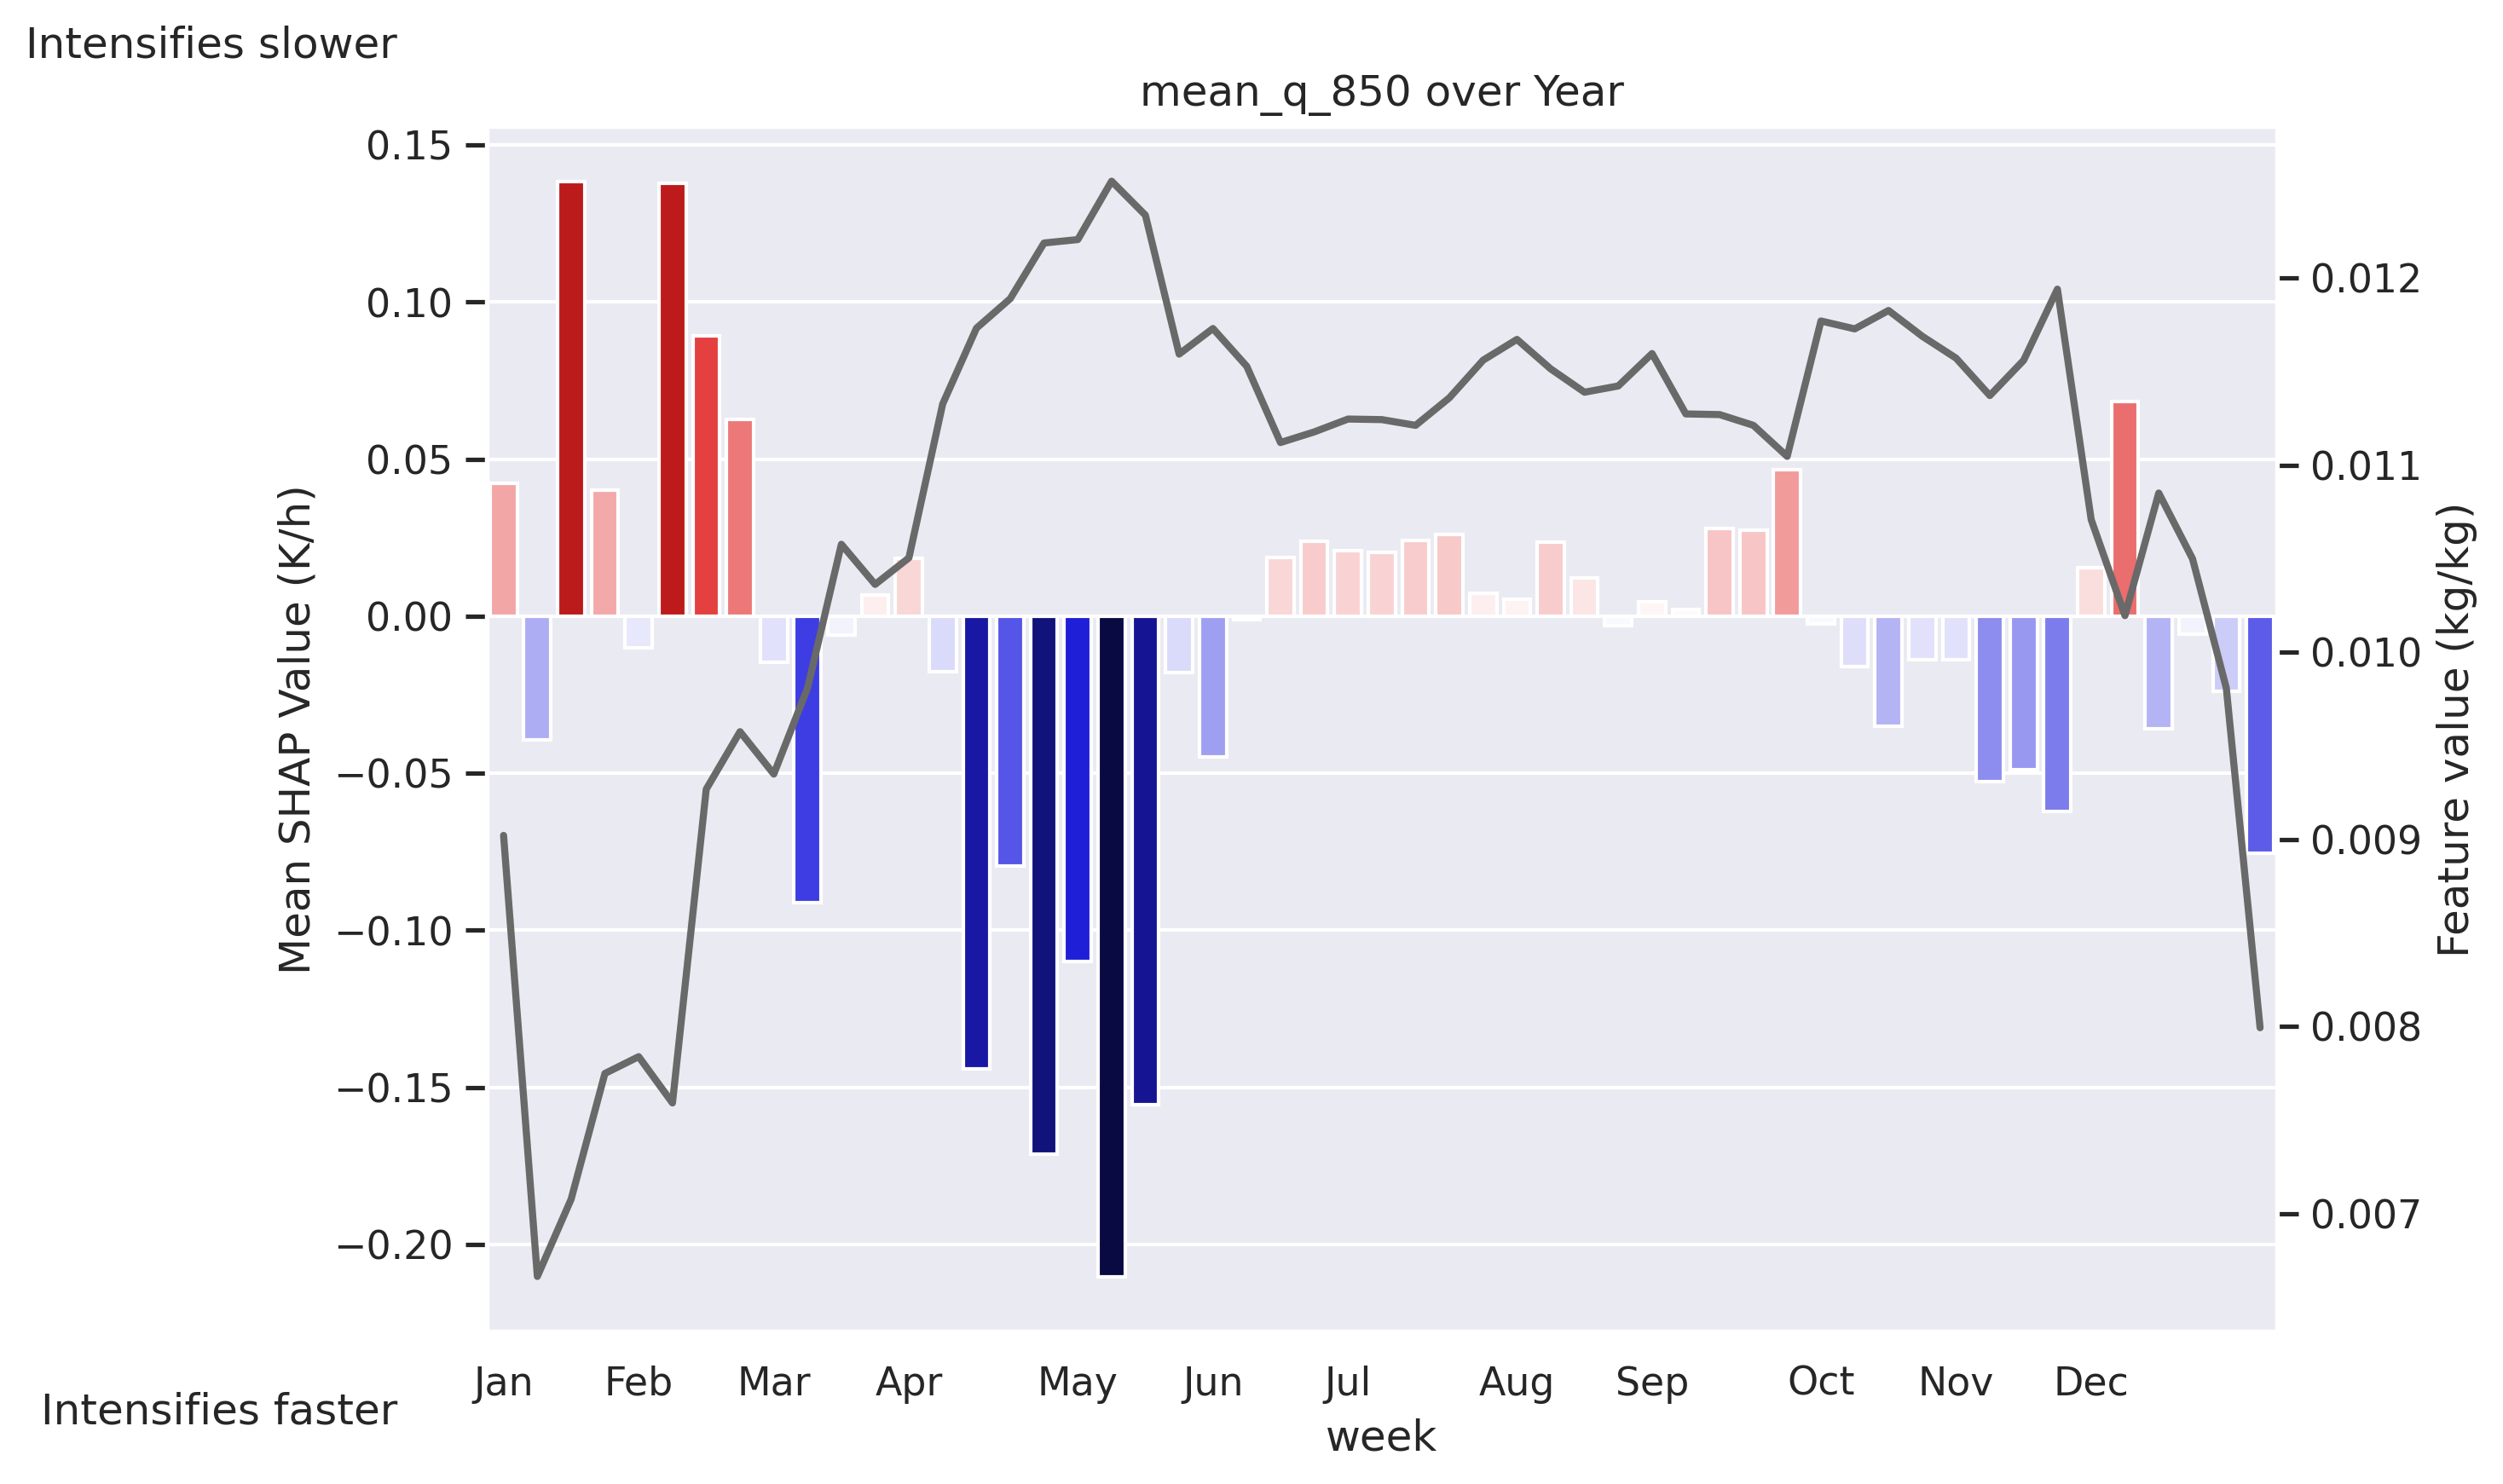 Intensifies slower
mean_q_850 over Year
0.15
0.10
0.05
0.00
−0.05
−0.10
−0.15
−0.20
Mean SHAP Value (K/h)
0.012
0.011
0.010
0.009
0.008
0.007
Feature value (kg/kg)
Jan Feb Mar Apr May Jun Jul Aug Sep Oct Nov Dec
week
Intensifies faster